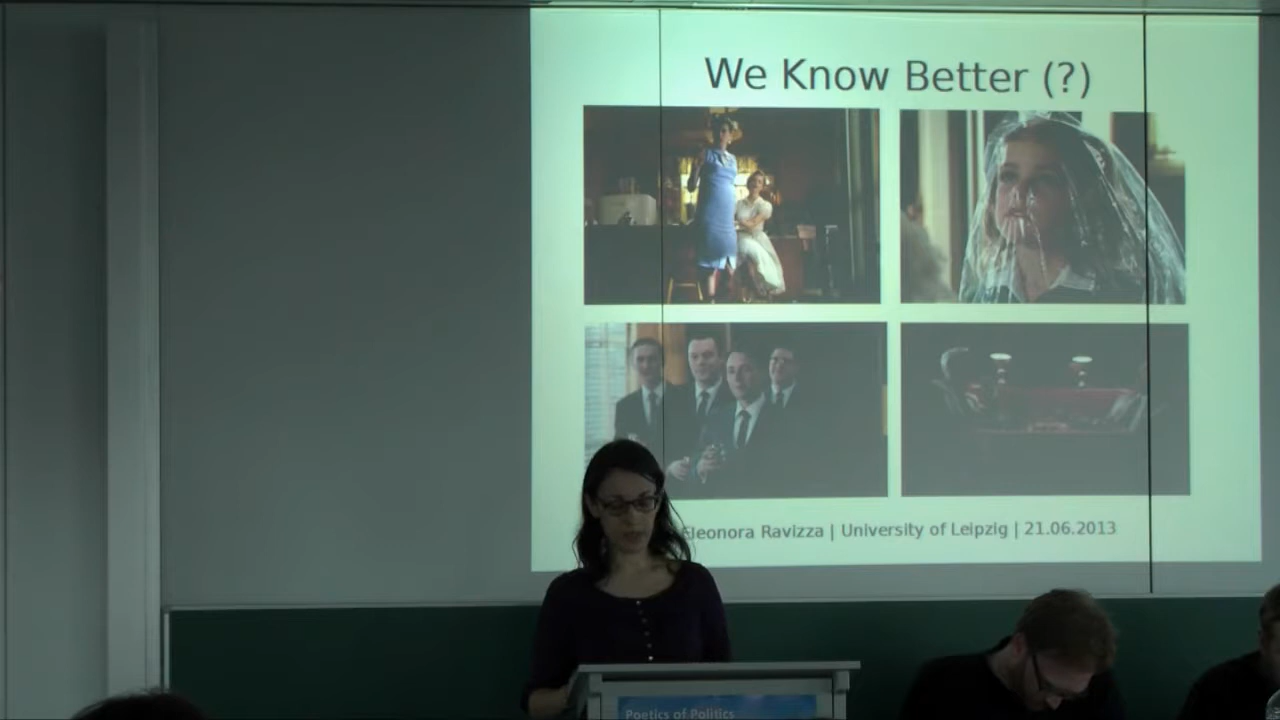 We Know Better (?)
Eleonora Ravizza | University of Leipzig | 21.06.2013
Poetics of Politics